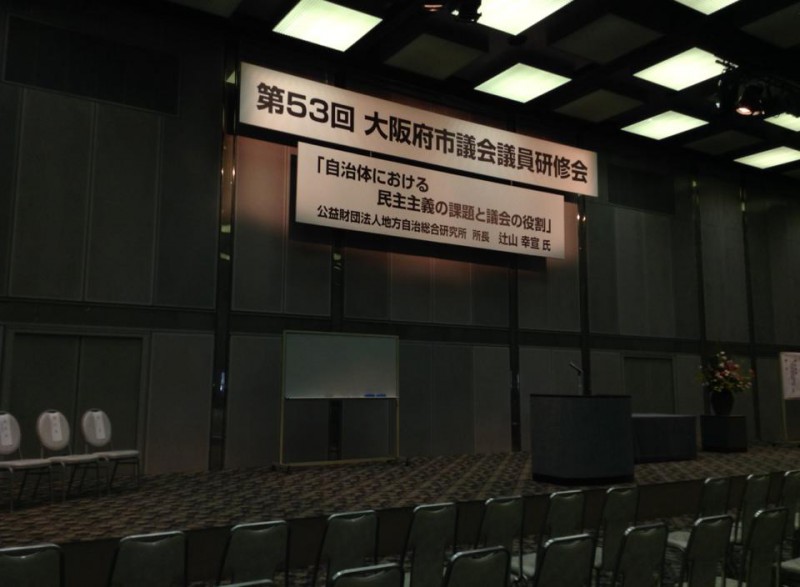 第53回 大阪府市議会議員研修会
「自治体における
民主主義の課題と議会の役割」
公益財団法人地方自治総合研究所 所長 辻山 幸宣 氏